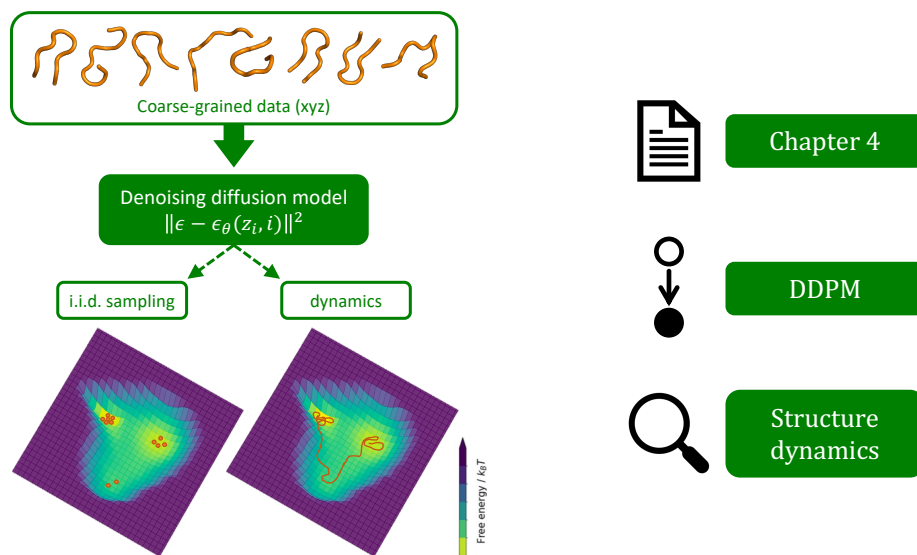 Coarse-grained data (xyz)
Denoising diffusion model
‖ϵ − ϵ_θ(z_i, i)‖²
i.i.d. sampling
dynamics
Free energy / k_BT
Chapter 4
DDPM
Structure
dynamics